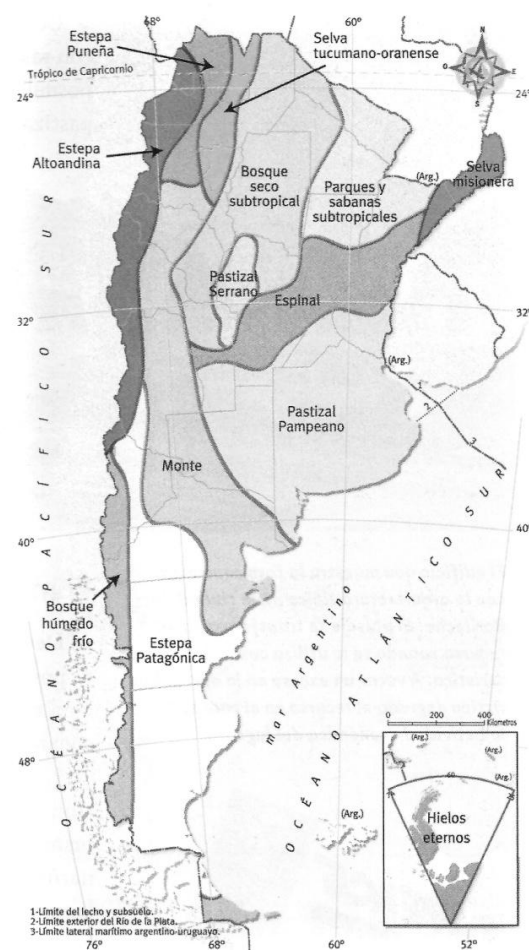 68°
60°
Estepa
Puneña
Selva
tucumano-oranense
N
O
E
S
Trópico de Capricornio
24°
24°
Estepa
Altoandina
Bosque
seco
subtropical
Parques y
sabanas
subtropicales
(Arg.)
Selva
misionera
Pastizal
Serrano
Espinal
32°
32°
(Arg.)
1
2
3
Pastizal
Pampeano
Monte
40°
40°
Bosque
húmedo
frío
Estepa
Patagónica
mar Argentino
OCÉANO ATLÁNTICO SUR
OCÉANO PACÍFICO SUR
0 200 400
Kilómetros
48°
(Arg.)
(Arg.)
(Arg.)
60
Hielos
eternos
1-Límite del lecho y subsuelo.
2-Límite exterior del Río de la Plata.
3-Límite lateral marítimo argentino-uruguayo.
76°
68°
60°
52°